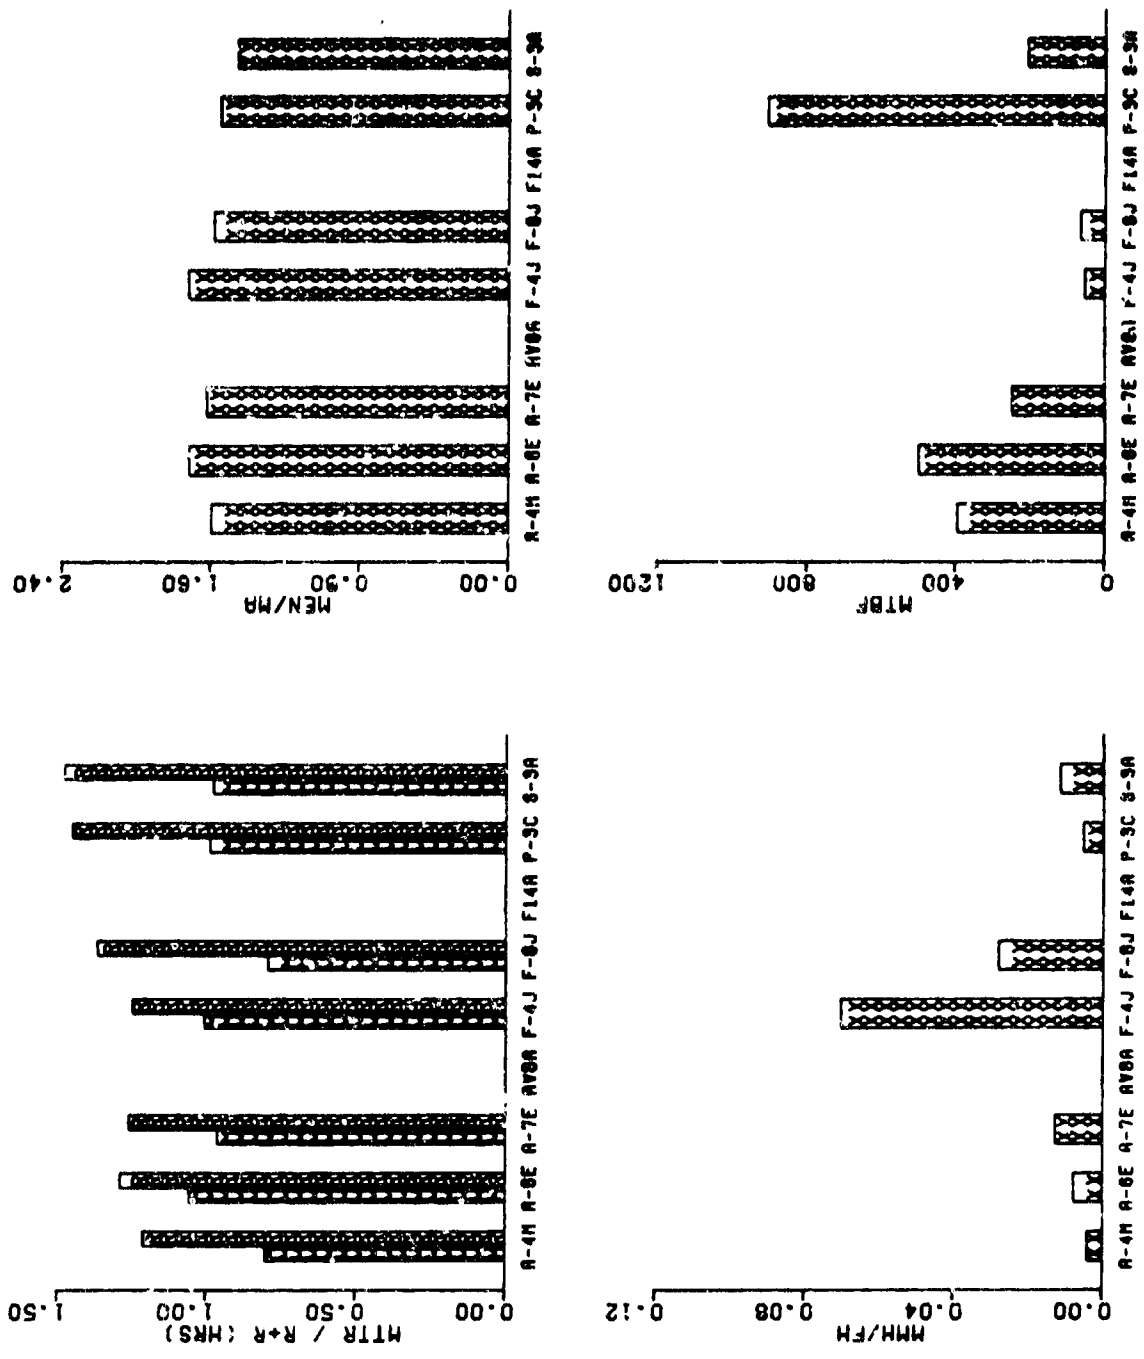 2.40 1.60 0.80 0.00
MEN/MA
A-4M A-6E A-7E AV8A F-4J F-8J F14A P-3C S-3A
1200 800 400 0
MTBF
A-4M A-6E A-7E AV8A F-4J F-8J F14A P-3C S-3A
1.50 1.00 0.50 0.00
MTTR / R+R (HRS)
A-4M A-6E A-7E AV8A F-4J F-8J F14A P-3C S-3A
0.12 0.08 0.04 0.00
MMH/FH
A-4M A-6E A-7E AV8A F-4J F-8J F14A P-3C S-3A